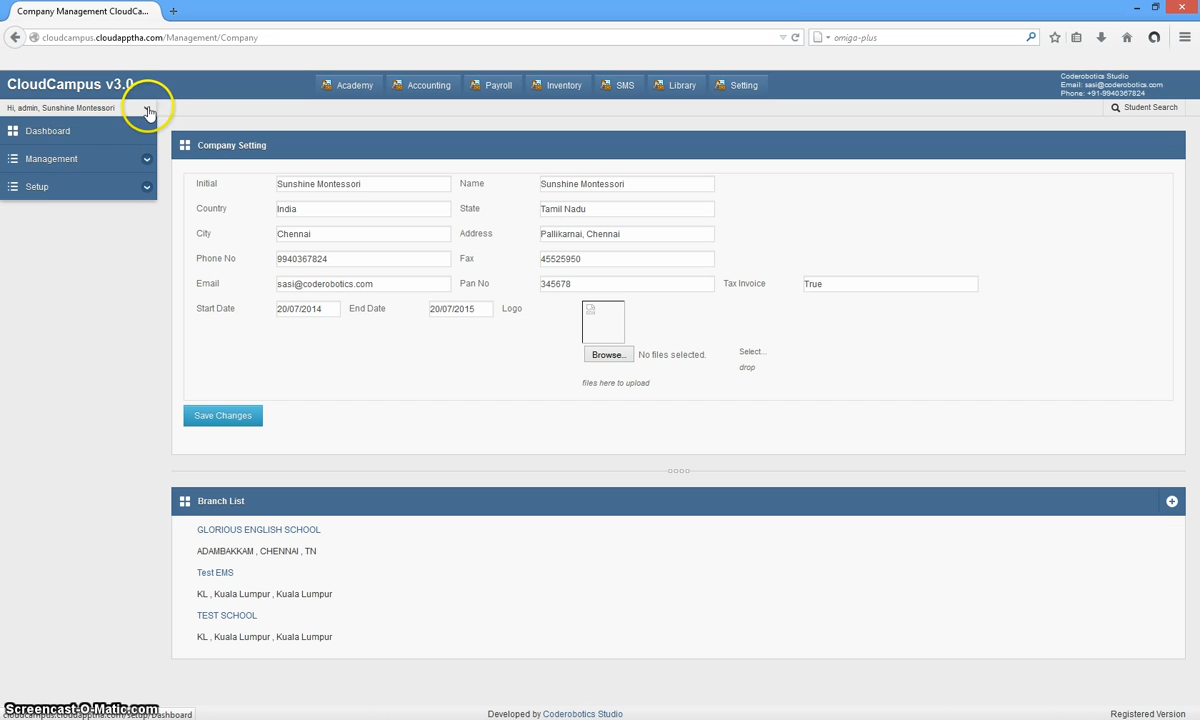 Company Management CloudCa...
cloudcampus.cloudapptha.com/Management/Company
omigo-plus
CloudCampus v3.0
Academy Accounting Payroll Inventory SMS Library Setting
Coderobotics Studio
Email: sasi@coderobotics.com
Phone: +91-9940367824
Hi, admin, Sunshine Montessori
Student Search
Dashboard
Management
Setup
Company Setting
Initial Sunshine Montessori Name Sunshine Montessori
Country India State Tamil Nadu
City Chennai Address Pallikarnai, Chennai
Phone No 9940367824 Fax 45525950
Email sasi@coderobotics.com Pan No 345678 Tax Invoice True
Start Date 20/07/2014 End Date 20/07/2015 Logo
Browse... No files selected. Select...
drop
files here to upload
Save Changes
Branch List
GLORIOUS ENGLISH SCHOOL
ADAMBAKKAM , CHENNAI , TN
Test EMS
KL , Kuala Lumpur , Kuala Lumpur
TEST SCHOOL
KL , Kuala Lumpur , Kuala Lumpur
Screencast-O-Matic.com
cloudcampus.cloudapptha.com/setup/Dashboard
Developed by Coderobotics Studio
Registered Version